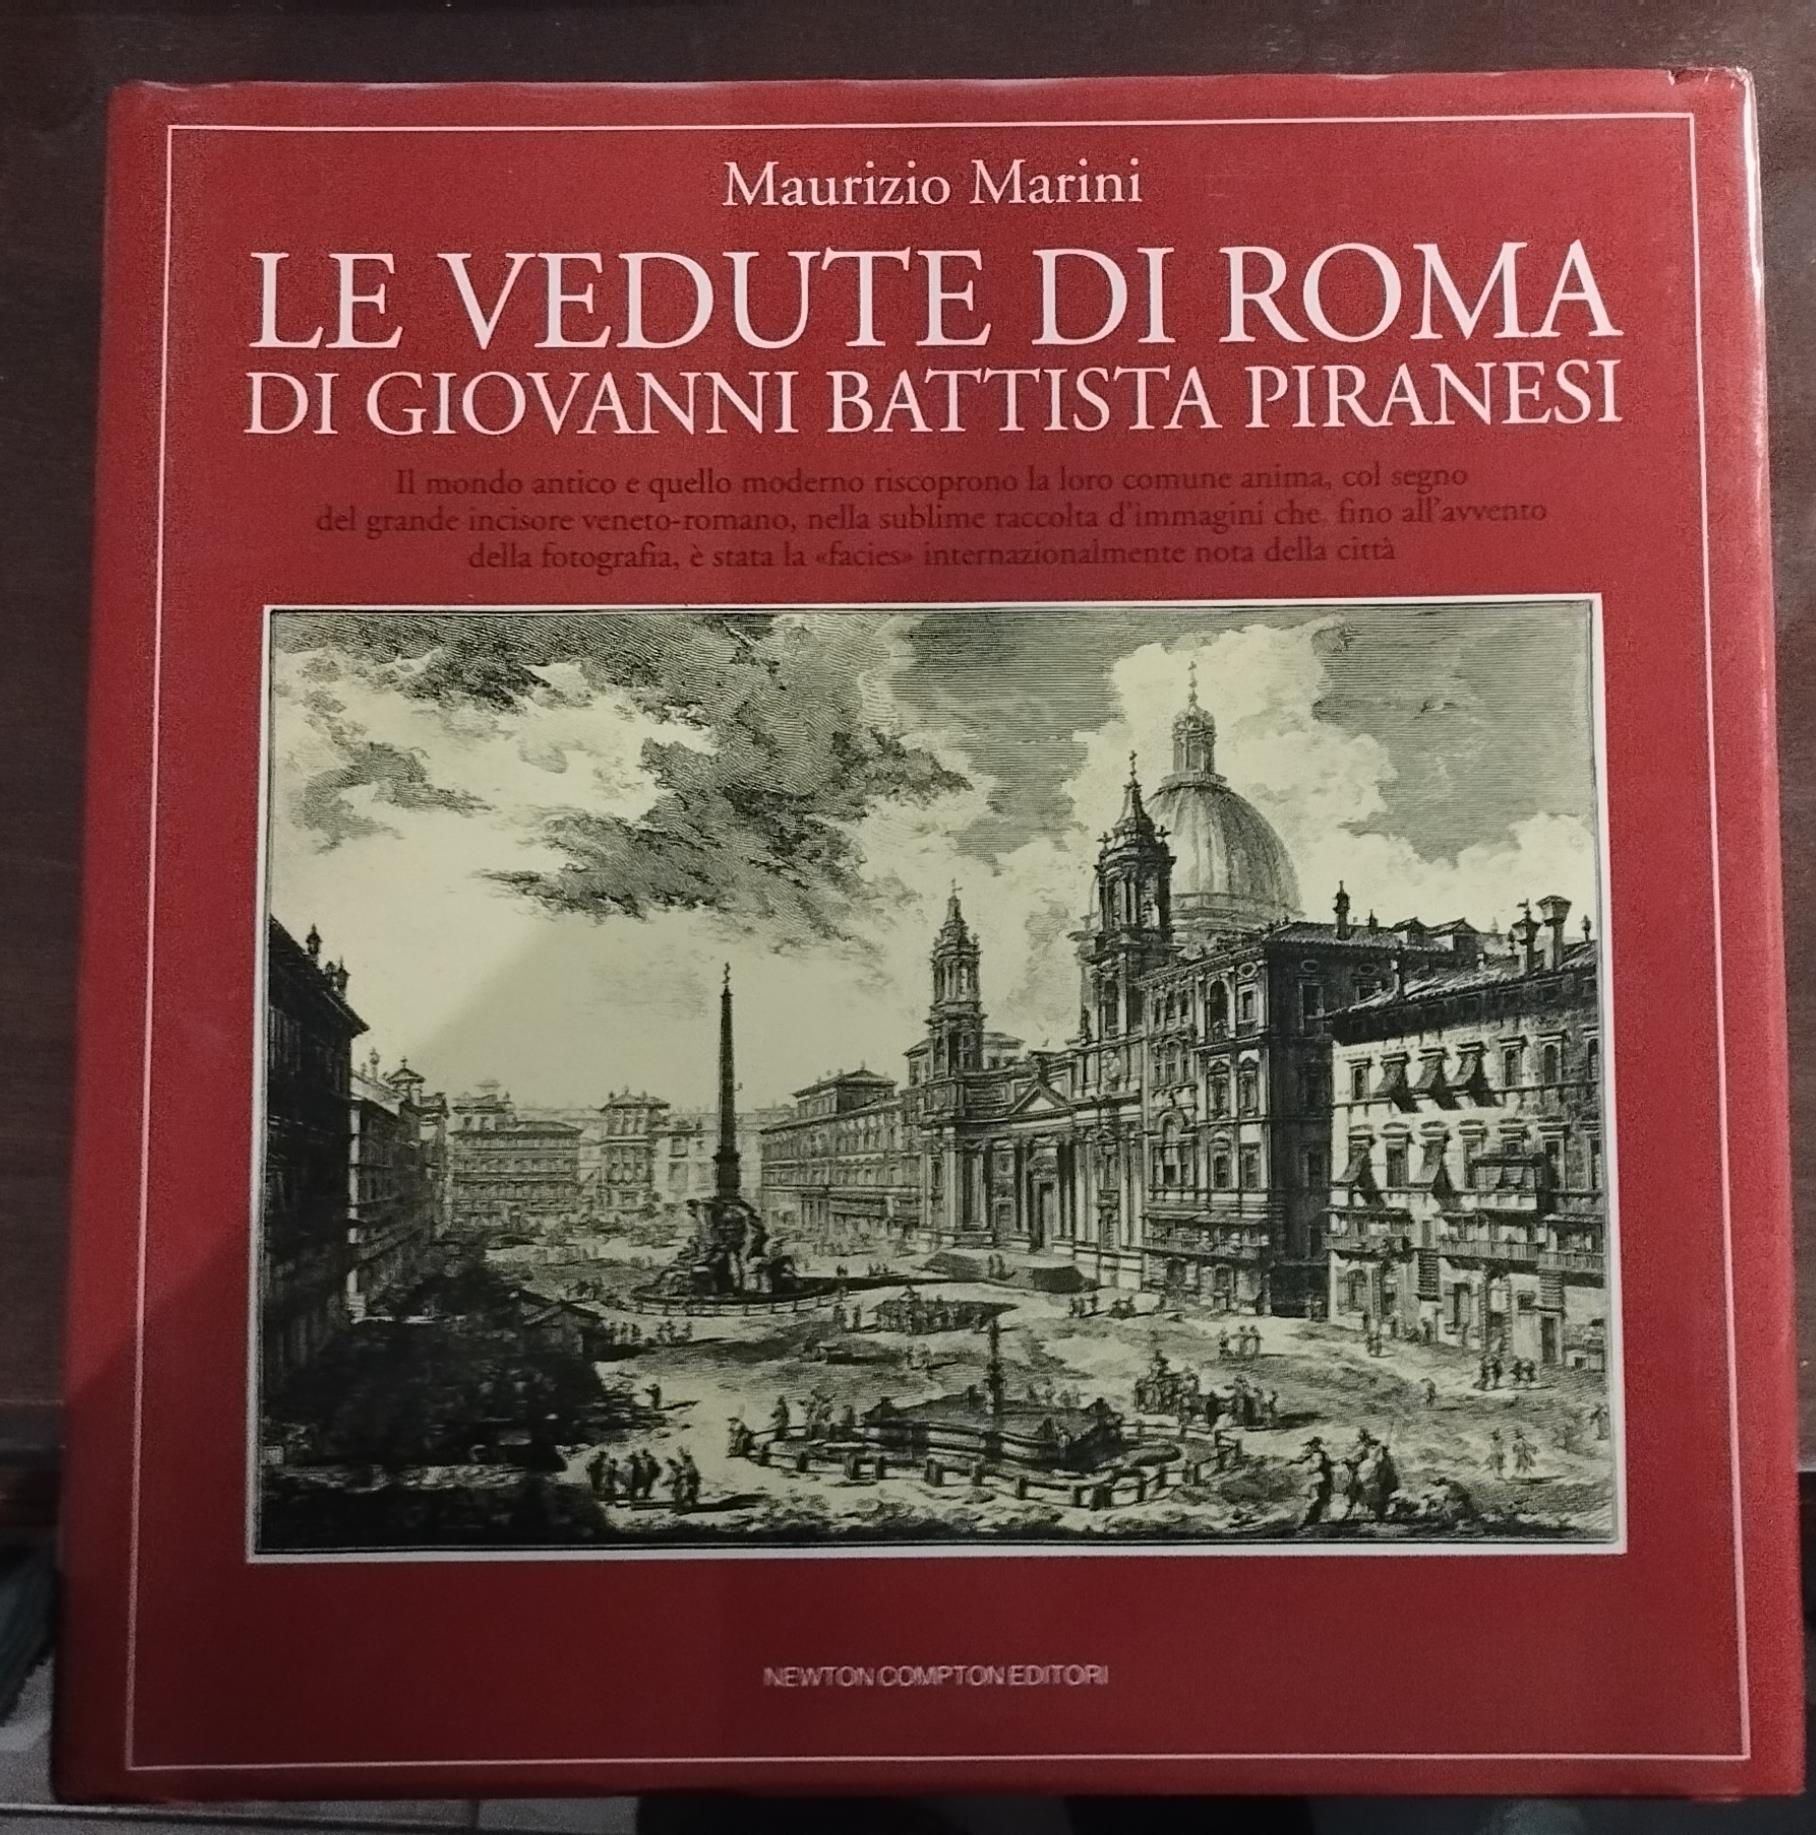 Maurizio Marini
LE VEDUTE DI ROMA
DI GIOVANNI BATTISTA PIRANESI
Il mondo antico e quello moderno riscoprono la loro comune anima, col segno
del grande incisore veneto-romano, nella sublime raccolta d'immagini che, fino all'avvento
della fotografia, è stata la «facies» internazionalmente nota della città
NEWTON COMPTON EDITORI